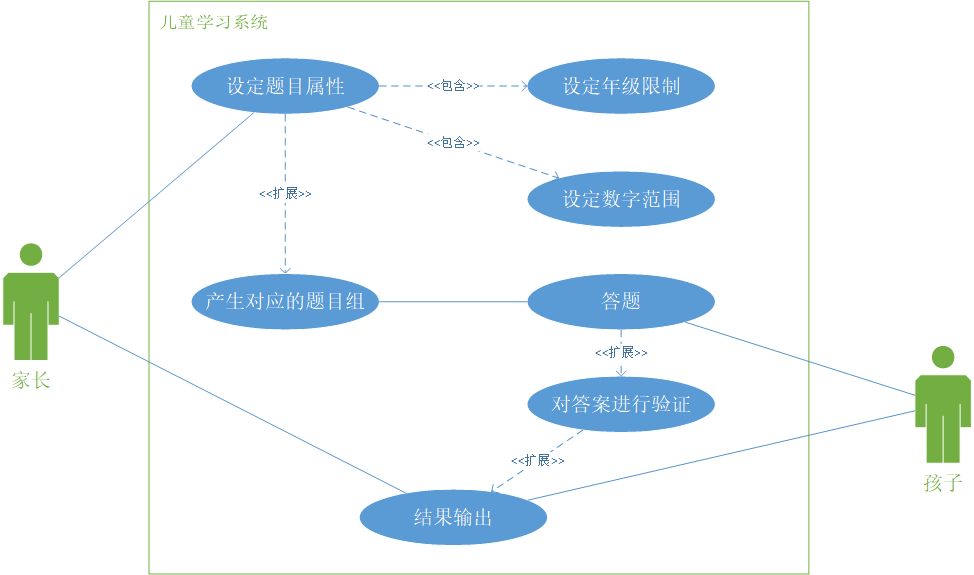 儿童学习系统
设定题目属性
<<包含>>
设定年级限制
<<包含>>
<<扩展>>
设定数字范围
产生对应的题目组
答题
<<扩展>>
家长
对答案进行验证
<<扩展>>
孩子
结果输出